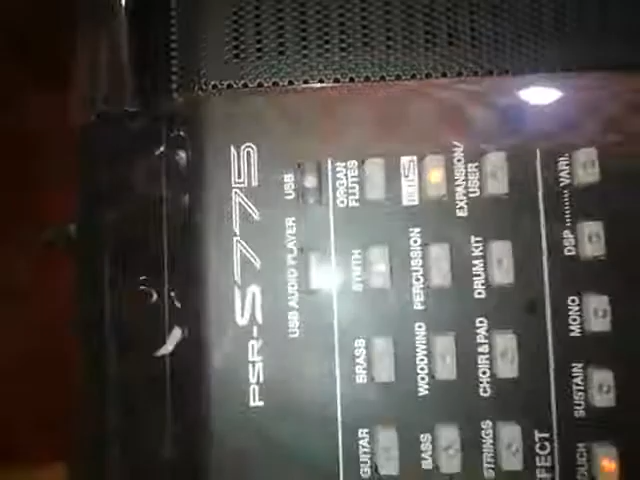 PSR-S775
USB AUDIO PLAYER USB
GUITAR BRASS SYNTH ORGAN FLUTES
BASS WOODWIND PERCUSSION
STRINGS CHOIR & PAD DRUM KIT EXPANSION/USER
SUSTAIN MONO DSP VARI.